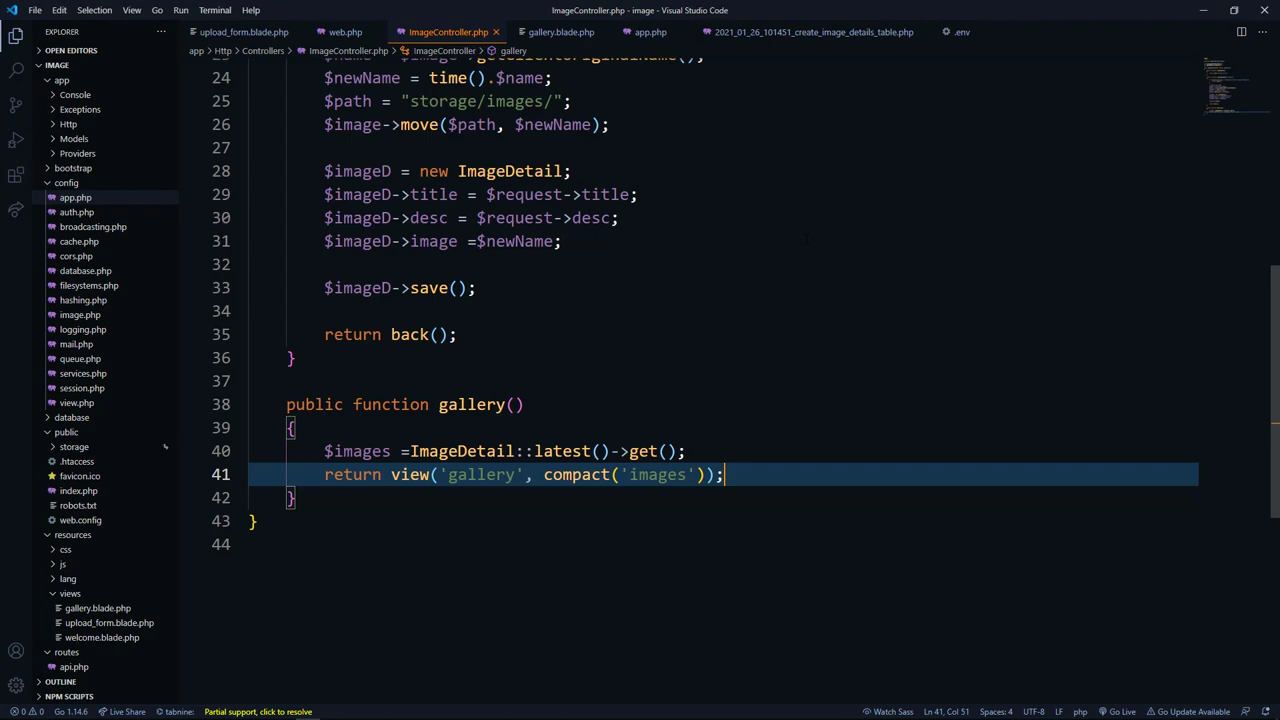 File Edit Selection View Go Run Terminal Help
ImageController.php - image - Visual Studio Code
EXPLORER
OPEN EDITORS
IMAGE
app
Console
Exceptions
Http
Models
Providers
bootstrap
config
app.php
auth.php
broadcasting.php
cache.php
cors.php
database.php
filesystems.php
hashing.php
image.php
logging.php
mail.php
queue.php
services.php
session.php
view.php
database
public
storage
.htaccess
favicon.ico
index.php
robots.txt
web.config
resources
css
js
lang
views
gallery.blade.php
upload_form.blade.php
welcome.blade.php
routes
api.php
OUTLINE
NPM SCRIPTS
upload_form.blade.php web.php ImageController.php gallery.blade.php app.php 2021_01_26_101451_create_image_details_table.php .env
app > Http > Controllers > ImageController.php > ImageController > gallery
24 $newName = time().$name;
25 $path = "storage/images/";
26 $image->move($path, $newName);
27
28 $imageD = new ImageDetail;
29 $imageD->title = $request->title;
30 $imageD->desc = $request->desc;
31 $imageD->image =$newName;
32
33 $imageD->save();
34
35 return back();
36 }
37
38 public function gallery()
39 {
40 $images =ImageDetail::latest()->get();
41 return view('gallery', compact('images'));
42 }
43 }
44
0 0 Go 1.14.6 Live Share tabnine: Partial support, click to resolve Watch Sass Ln 41, Col 51 Spaces: 4 UTF-8 LF php Go Live Go Update Available